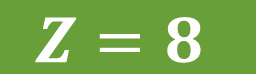 Z = 8